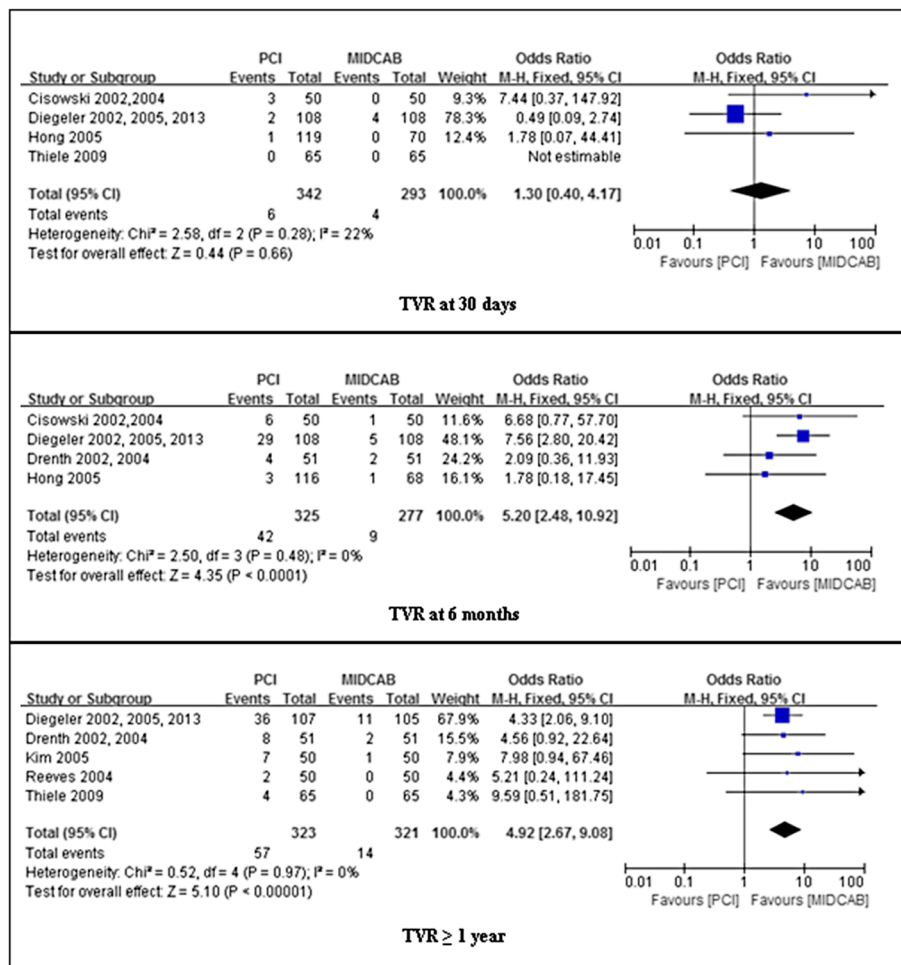 PCI MIDCAB Odds Ratio Odds Ratio
Study or Subgroup Events Total Events Total Weight M-H, Fixed, 95% CI M-H, Fixed, 95% CI
Cisowski 2002,2004 3 50 0 50 9.3% 7.44 [0.37, 147.92]
Diegeler 2002, 2005, 2013 2 108 4 108 78.3% 0.49 [0.09, 2.74]
Hong 2005 1 119 0 70 12.4% 1.78 [0.07, 44.41]
Thiele 2009 0 65 0 65 Not estimable
Total (95% CI) 342 293 100.0% 1.30 [0.40, 4.17]
Total events 6 4
Heterogeneity: Chi² = 2.58, df = 2 (P = 0.28); I² = 22%
Test for overall effect: Z = 0.44 (P = 0.66)
0.01 0.1 1 10 100
Favours [PCI] Favours [MIDCAB]
TVR at 30 days
PCI MIDCAB Odds Ratio Odds Ratio
Study or Subgroup Events Total Events Total Weight M-H, Fixed, 95% CI M-H, Fixed, 95% CI
Cisowski 2002,2004 6 50 1 50 11.6% 6.68 [0.77, 57.70]
Diegeler 2002, 2005, 2013 29 108 5 108 48.1% 7.56 [2.80, 20.42]
Drenth 2002, 2004 4 51 2 51 24.2% 2.09 [0.36, 11.93]
Hong 2005 3 116 1 68 16.1% 1.78 [0.18, 17.45]
Total (95% CI) 325 277 100.0% 5.20 [2.48, 10.92]
Total events 42 9
Heterogeneity: Chi² = 2.50, df = 3 (P = 0.48); I² = 0%
Test for overall effect: Z = 4.35 (P < 0.0001)
0.01 0.1 1 10 100
Favours [PCI] Favours [MIDCAB]
TVR at 6 months
PCI MIDCAB Odds Ratio Odds Ratio
Study or Subgroup Events Total Events Total Weight M-H, Fixed, 95% CI M-H, Fixed, 95% CI
Diegeler 2002, 2005, 2013 36 107 11 105 67.9% 4.33 [2.06, 9.10]
Drenth 2002, 2004 8 51 2 51 15.5% 4.56 [0.92, 22.64]
Kim 2005 7 50 1 50 7.9% 7.98 [0.94, 67.46]
Reeves 2004 2 50 0 50 4.4% 5.21 [0.24, 111.24]
Thiele 2009 4 65 0 65 4.3% 9.59 [0.51, 181.75]
Total (95% CI) 323 321 100.0% 4.92 [2.67, 9.08]
Total events 57 14
Heterogeneity: Chi² = 0.52, df = 4 (P = 0.97); I² = 0%
Test for overall effect: Z = 5.10 (P < 0.00001)
0.01 0.1 1 10 100
Favours [PCI] Favours [MIDCAB]
TVR ≥ 1 year